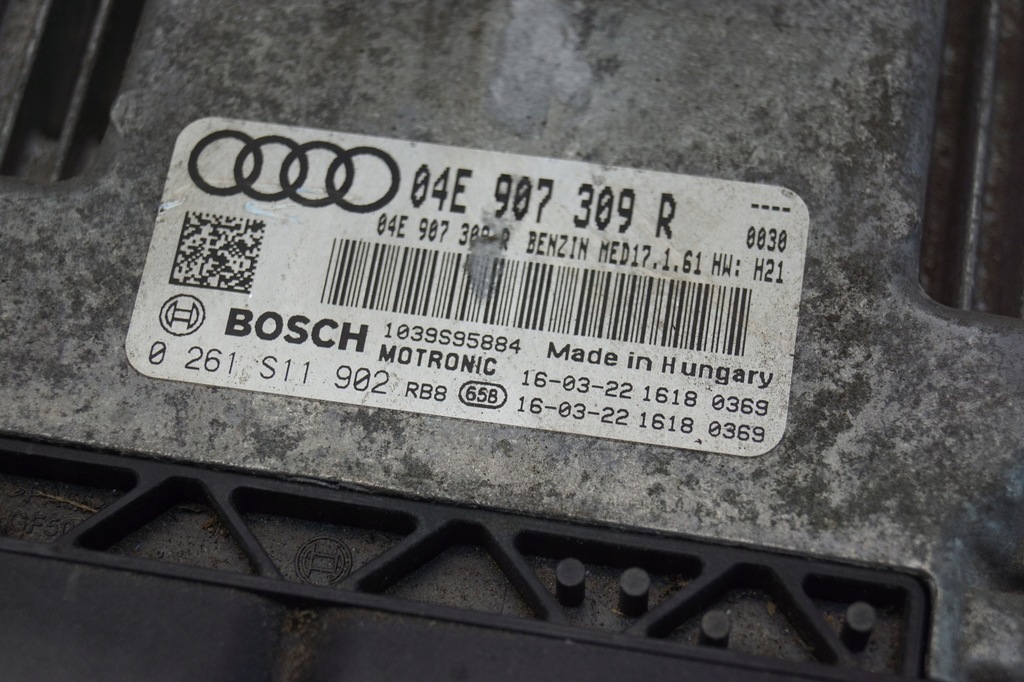 04E 907 309 R
----
04E 907 309 R BENZIN MED17.1.61 HW: H21
0030
BOSCH 1039S95884 Made in Hungary
MOTRONIC
0 261 S11 902 RB8 65B
16-03-22 1618 0369
16-03-22 1618 0369